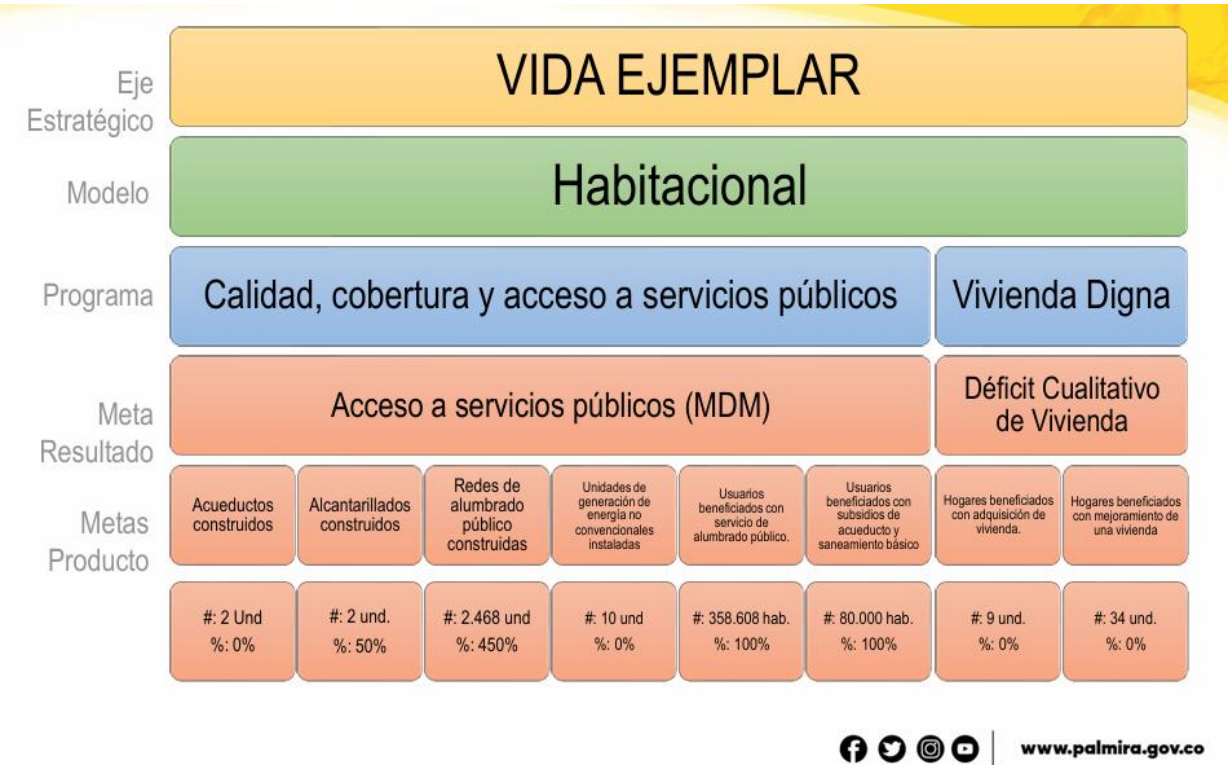 Eje
Estratégico
VIDA EJEMPLAR
Modelo
Habitacional
Programa
Calidad, cobertura y acceso a servicios públicos
Vivienda Digna
Meta
Resultado
Acceso a servicios públicos (MDM)
Déficit Cualitativo
de Vivienda
Metas
Producto
Acueductos
construidos
Alcantarillados
construidos
Redes de
alumbrado
público
construidas
Unidades de
generación de
energía no
convencionales
instaladas
Usuarios
beneficiados con
servicio de
alumbrado público.
Usuarios
beneficiados con
subsidios de
acueducto y
saneamiento básico
Hogares beneficiados
con adquisición de
vivienda.
Hogares beneficiados
con mejoramiento de
una vivienda
#: 2 Und
%: 0%
#: 2 und.
%: 50%
#: 2.468 und
%: 450%
#: 10 und
%: 0%
#: 358.608 hab.
%: 100%
#: 80.000 hab.
%: 100%
#: 9 und.
%: 0%
#: 34 und.
%: 0%
www.palmira.gov.co